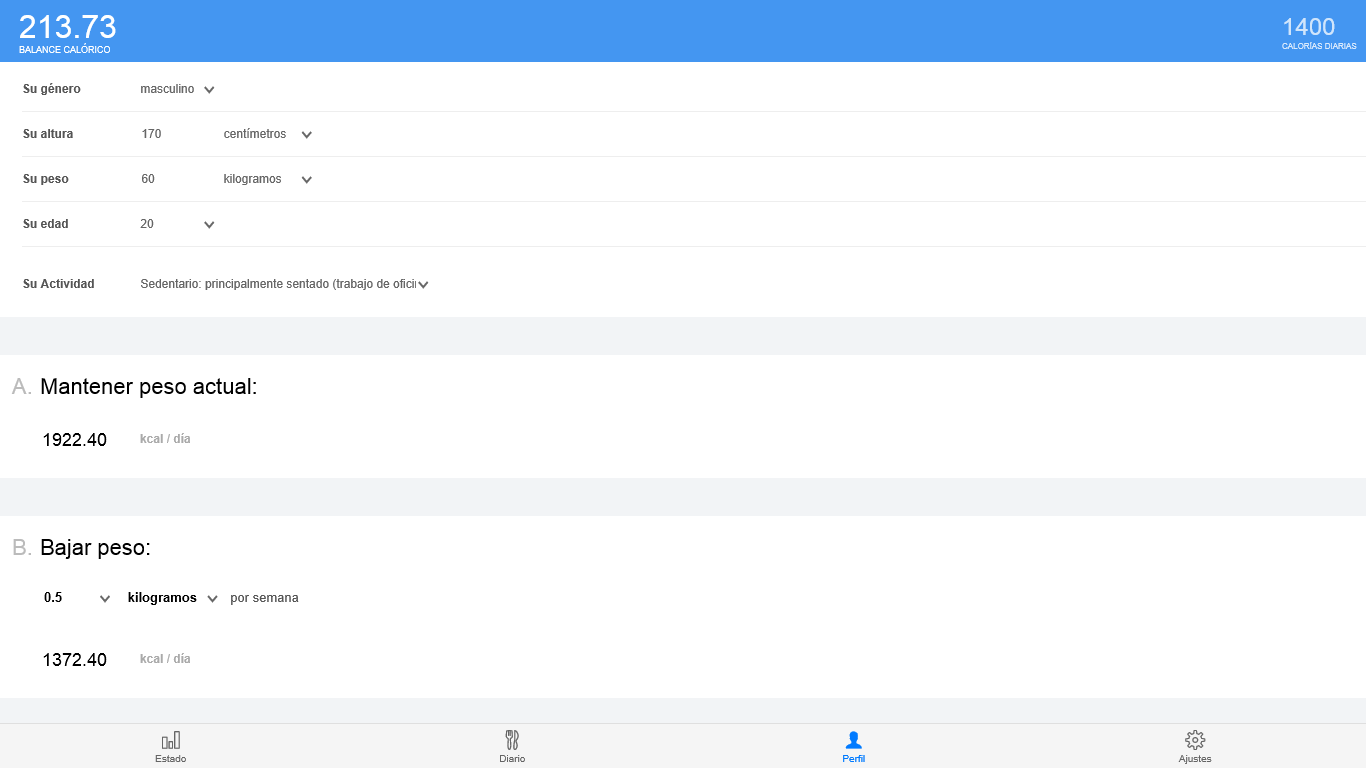 213.73
BALANCE CALÓRICO
1400
CALORÍAS DIARIAS
Su género masculino
Su altura 170 centímetros
Su peso 60 kilogramos
Su edad 20
Su Actividad Sedentario: principalmente sentado (trabajo de ofici
A. Mantener peso actual:
1922.40 kcal / día
B. Bajar peso:
0.5 kilogramos por semana
1372.40 kcal / día
Estado Diario Perfil Ajustes